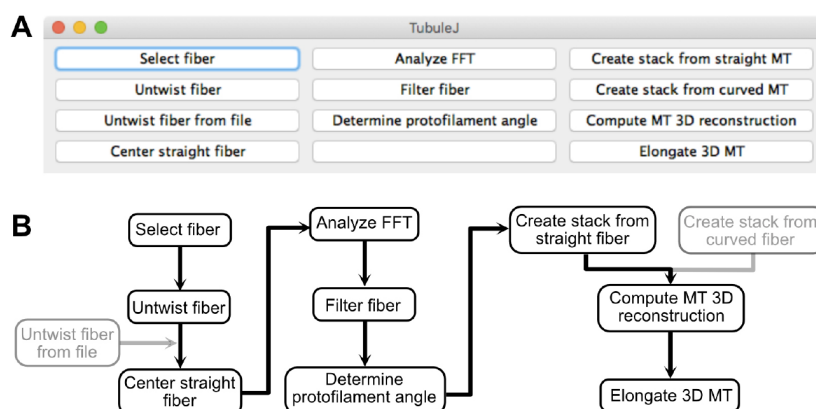 A
TubuleJ
Select fiber
Analyze FFT
Create stack from straight MT
Untwist fiber
Filter fiber
Create stack from curved MT
Untwist fiber from file
Determine protofilament angle
Compute MT 3D reconstruction
Center straight fiber
Elongate 3D MT
B
Select fiber
Untwist fiber
Untwist fiber
from file
Center straight
fiber
Analyze FFT
Filter fiber
Determine
protofilament angle
Create stack from
straight fiber
Create stack from
curved fiber
Compute MT 3D
reconstruction
Elongate 3D MT